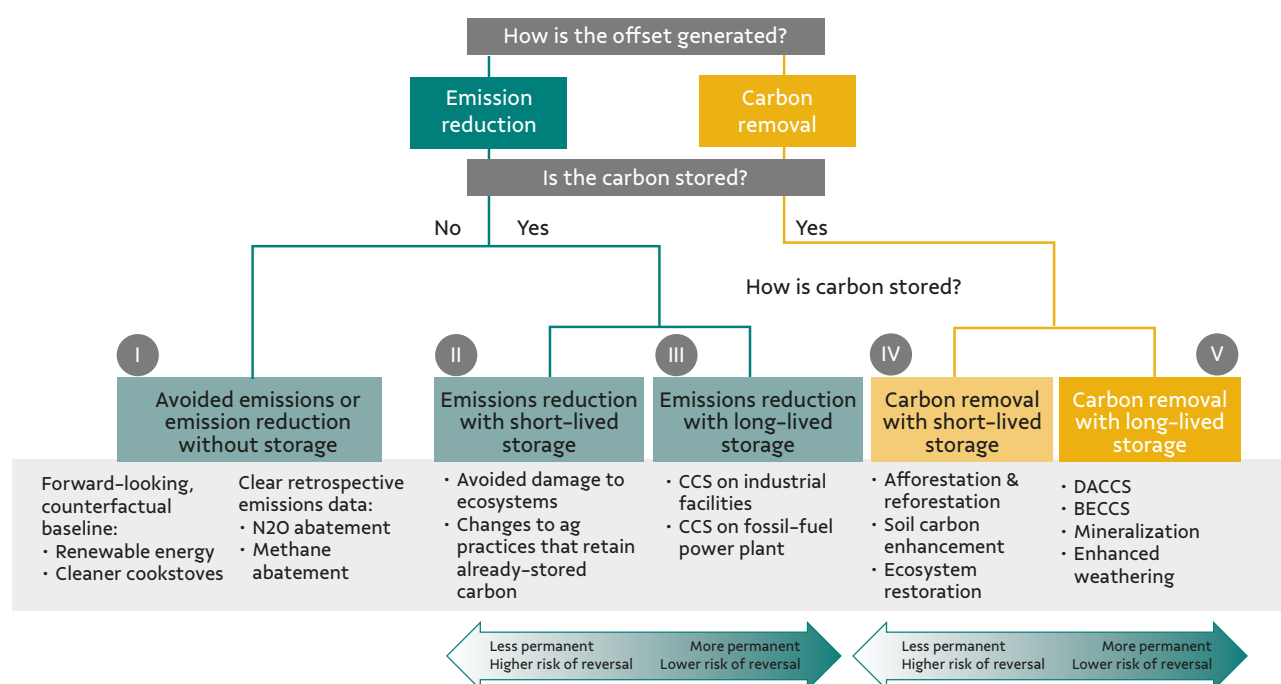 How is the offset generated?
Emission
reduction
Carbon
removal
Is the carbon stored?
No
Yes
Yes
How is carbon stored?
I
II
III
IV
V
Avoided emissions or
emission reduction
without storage
Emissions reduction
with short-lived
storage
Emissions reduction
with long-lived
storage
Carbon removal
with short-lived
storage
Carbon removal
with long-lived
storage
Forward-looking,
counterfactual
baseline:
· Renewable energy
· Cleaner cookstoves
Clear retrospective
emissions data:
· N2O abatement
· Methane
abatement
· Avoided damage to
ecosystems
· Changes to ag
practices that retain
already-stored
carbon
· CCS on industrial
facilities
· CCS on fossil-fuel
power plant
· Afforestation &
reforestation
· Soil carbon
enhancement
· Ecosystem
restoration
· DACCS
· BECCS
· Mineralization
· Enhanced
weathering
Less permanent
Higher risk of reversal
More permanent
Lower risk of reversal
Less permanent
Higher risk of reversal
More permanent
Lower risk of reversal